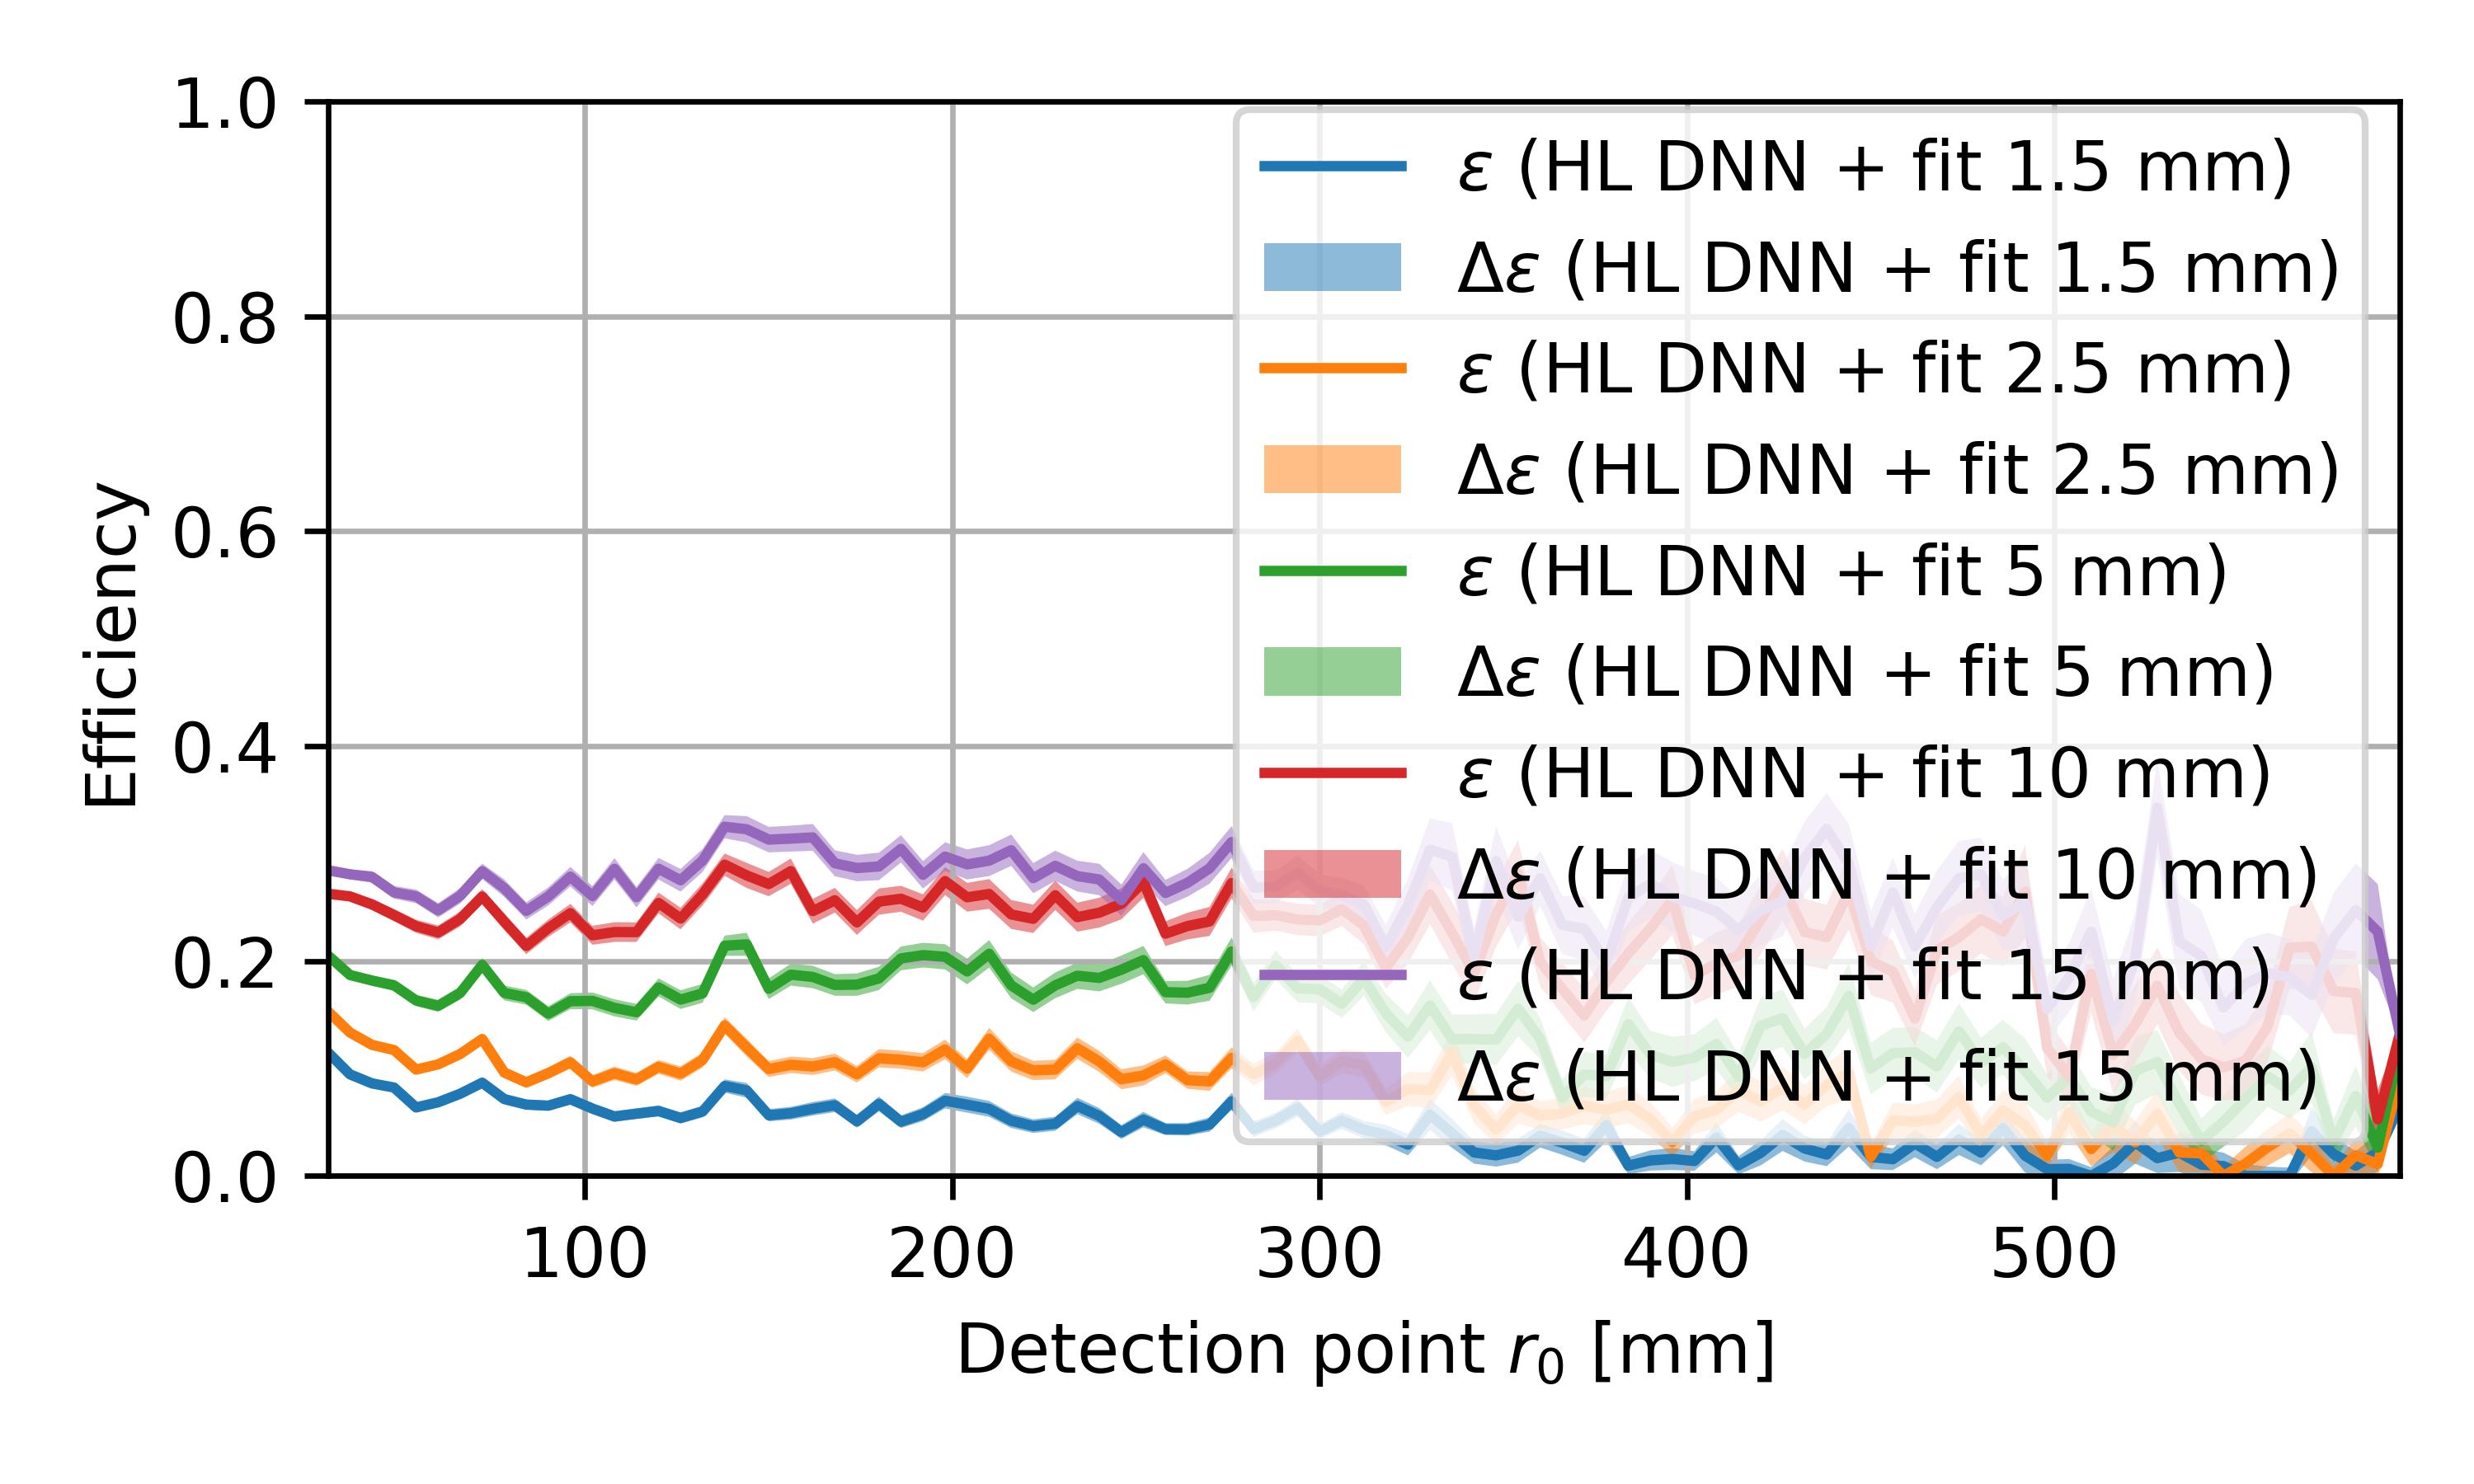 1.0
0.8
0.6
0.4
0.2
0.0
Efficiency
ε (HL DNN + fit 1.5 mm)
Δε (HL DNN + fit 1.5 mm)
ε (HL DNN + fit 2.5 mm)
Δε (HL DNN + fit 2.5 mm)
ε (HL DNN + fit 5 mm)
Δε (HL DNN + fit 5 mm)
ε (HL DNN + fit 10 mm)
Δε (HL DNN + fit 10 mm)
ε (HL DNN + fit 15 mm)
Δε (HL DNN + fit 15 mm)
100 200 300 400 500
Detection point r₀ [mm]